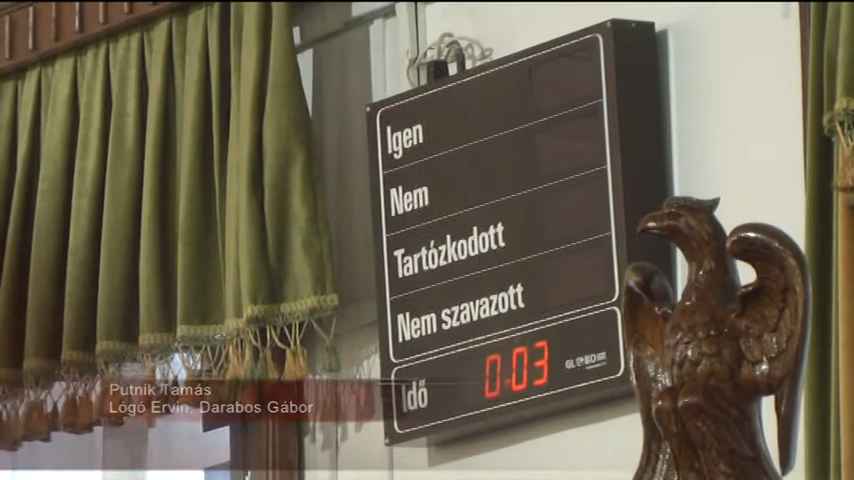 Igen
Nem
Tartózkodott
Nem szavazott
Idő 0:03
Putnik Tamás
Lógó Ervin, Darabos Gábor